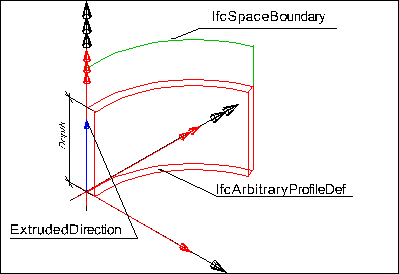 IfcSpaceBoundary
Depth
IfcArbitraryProfileDef
ExtrudedDirection